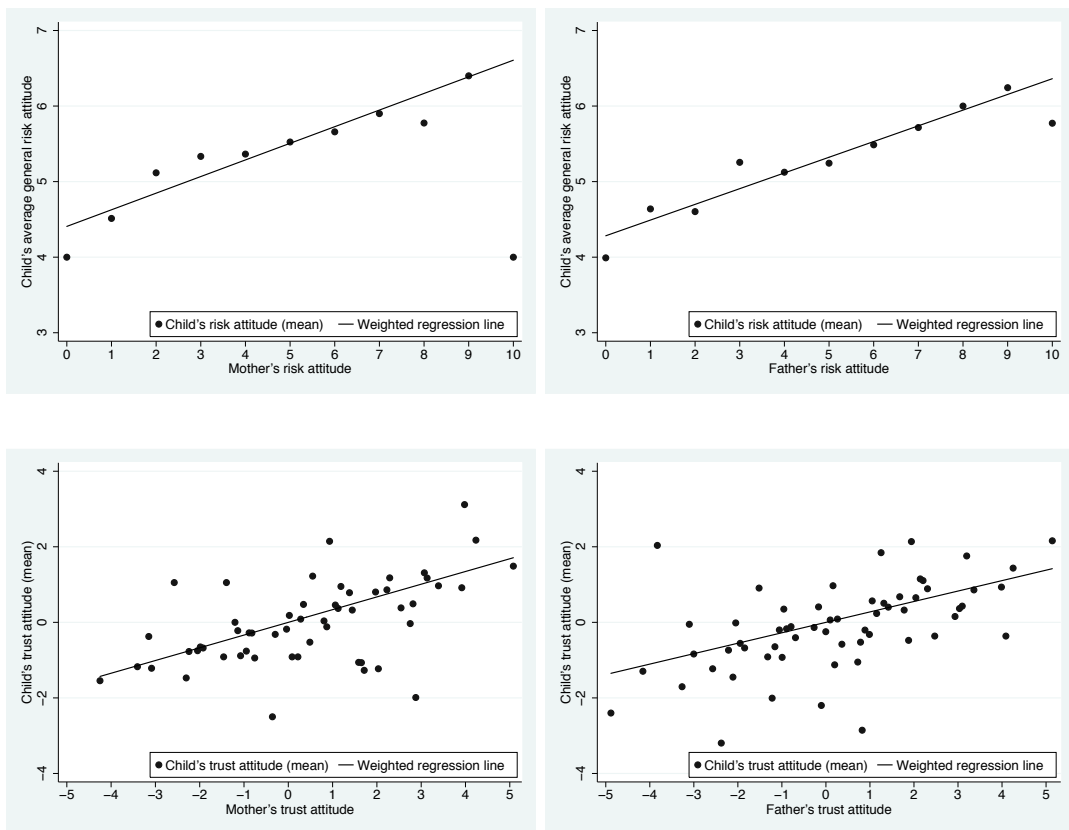 Child's average general risk attitude
7
6
5
4
3
Child's risk attitude (mean) Weighted regression line
0 1 2 3 4 5 6 7 8 9 10
Mother's risk attitude
Child's average general risk attitude
7
6
5
4
3
Child's risk attitude (mean) Weighted regression line
0 1 2 3 4 5 6 7 8 9 10
Father's risk attitude
Child's trust attitude (mean)
4
2
0
−2
−4
Child's trust attitude (mean) Weighted regression line
−5 −4 −3 −2 −1 0 1 2 3 4 5
Mother's trust attitude
Child's trust attitude (mean)
4
2
0
−2
−4
Child's trust attitude (mean) Weighted regression line
−5 −4 −3 −2 −1 0 1 2 3 4 5
Father's trust attitude